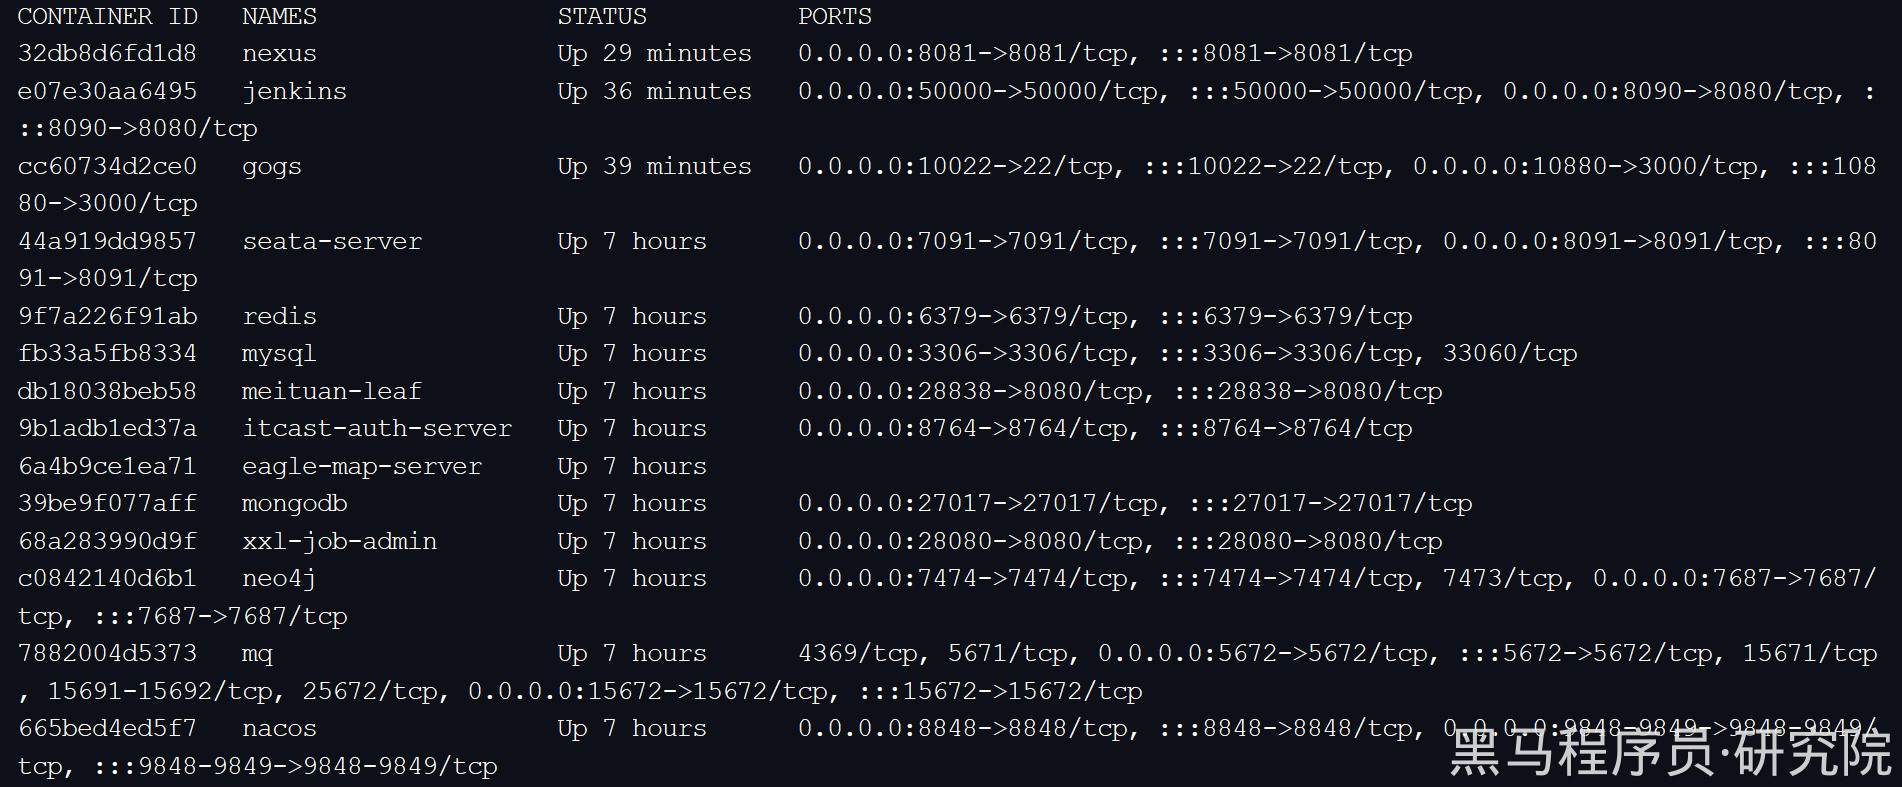 CONTAINER ID   NAMES                STATUS          PORTS
32db8d6fd1d8   nexus                Up 29 minutes   0.0.0.0:8081->8081/tcp, :::8081->8081/tcp
e07e30aa6495   jenkins              Up 36 minutes   0.0.0.0:50000->50000/tcp, :::50000->50000/tcp, 0.0.0.0:8090->8080/tcp, :
::8090->8080/tcp
cc60734d2ce0   gogs                 Up 39 minutes   0.0.0.0:10022->22/tcp, :::10022->22/tcp, 0.0.0.0:10880->3000/tcp, :::108
80->3000/tcp
44a919dd9857   seata-server         Up 7 hours      0.0.0.0:7091->7091/tcp, :::7091->7091/tcp, 0.0.0.0:8091->8091/tcp, :::80
91->8091/tcp
9f7a226f91ab   redis                Up 7 hours      0.0.0.0:6379->6379/tcp, :::6379->6379/tcp
fb33a5fb8334   mysql                Up 7 hours      0.0.0.0:3306->3306/tcp, :::3306->3306/tcp, 33060/tcp
db18038beb58   meituan-leaf         Up 7 hours      0.0.0.0:28838->8080/tcp, :::28838->8080/tcp
9b1adb1ed37a   itcast-auth-server   Up 7 hours      0.0.0.0:8764->8764/tcp, :::8764->8764/tcp
6a4b9ce1ea71   eagle-map-server     Up 7 hours
39be9f077aff   mongodb              Up 7 hours      0.0.0.0:27017->27017/tcp, :::27017->27017/tcp
68a283990d9f   xxl-job-admin        Up 7 hours      0.0.0.0:28080->8080/tcp, :::28080->8080/tcp
c0842140d6b1   neo4j                Up 7 hours      0.0.0.0:7474->7474/tcp, :::7474->7474/tcp, 7473/tcp, 0.0.0.0:7687->7687/
tcp, :::7687->7687/tcp
7882004d5373   mq                   Up 7 hours      4369/tcp, 5671/tcp, 0.0.0.0:5672->5672/tcp, :::5672->5672/tcp, 15671/tcp
, 15691-15692/tcp, 25672/tcp, 0.0.0.0:15672->15672/tcp, :::15672->15672/tcp
665bed4ed5f7   nacos                Up 7 hours      0.0.0.0:8848->8848/tcp, :::8848->8848/tcp, 0.0.0.0:9848-9849->9848-9849/
tcp, :::9848-9849->9848-9849/tcp
黑马程序员·研究院